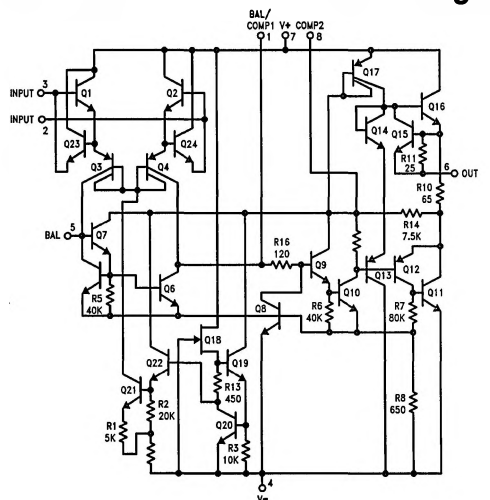 BAL/
COMP1 V+ COMP2
1 7 8
Q17
INPUT 3
Q1
Q2
Q16
Q14
Q15
INPUT
2
Q23
Q24
R11
25
6
OUT
Q3
Q4
R10
65
R14
7.5K
BAL 5
Q7
R16
120
Q9
Q13
Q12
R5
40K
Q6
Q8
R6
40K
Q10
R7
80K
Q11
Q18
Q22
Q19
Q21
R13
450
R2
20K
R8
650
R1
5K
Q20
R3
10K
4
V−